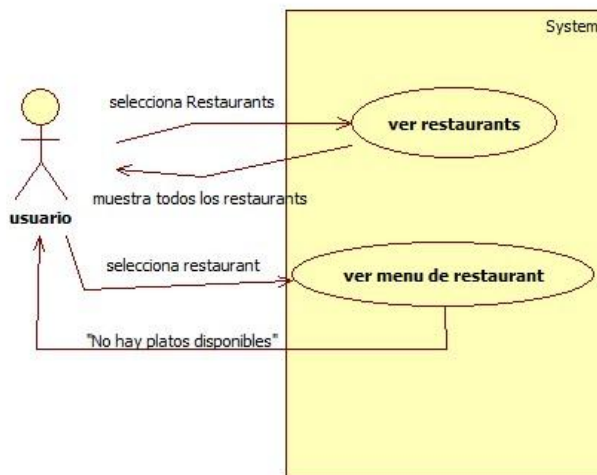 System
selecciona Restaurants
ver restaurants
muestra todos los restaurants
usuario
selecciona restaurant
ver menu de restaurant
"No hay platos disponibles"